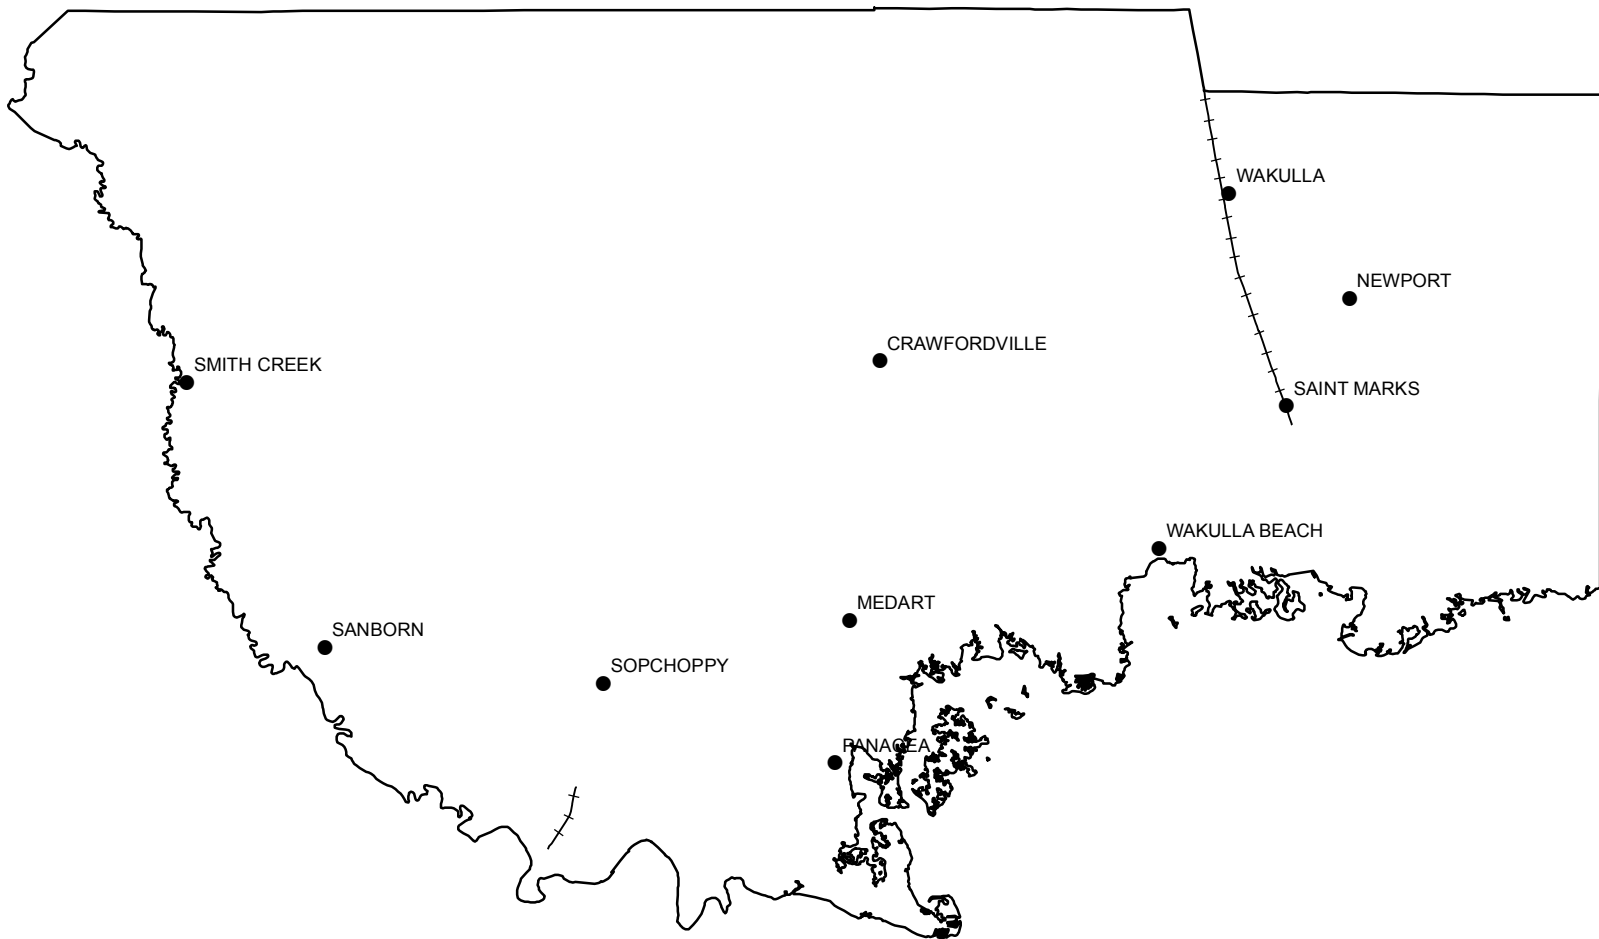 WAKULLA
NEWPORT
CRAWFORDVILLE
SMITH CREEK
SAINT MARKS
WAKULLA BEACH
MEDART
SANBORN
SOPCHOPPY
PANACEA